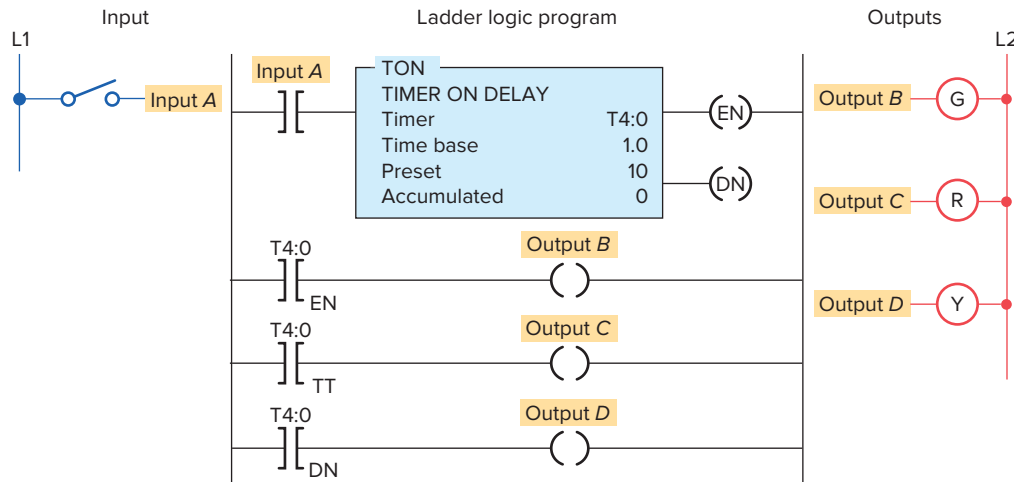 Input
Ladder logic program
Outputs
L1
L2
Input A
Input A
TON
TIMER ON DELAY
Timer T4:0
Time base 1.0
Preset 10
Accumulated 0
EN
DN
T4:0
EN
Output B
T4:0
TT
Output C
T4:0
DN
Output D
Output B G
Output C R
Output D Y